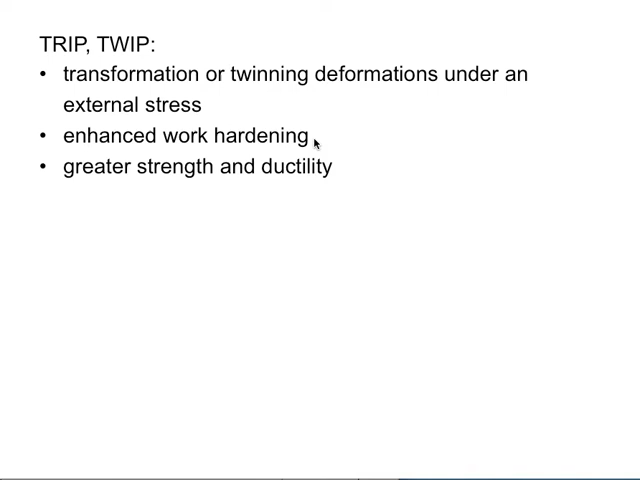 TRIP, TWIP:
• transformation or twinning deformations under an
external stress
• enhanced work hardening
• greater strength and ductility